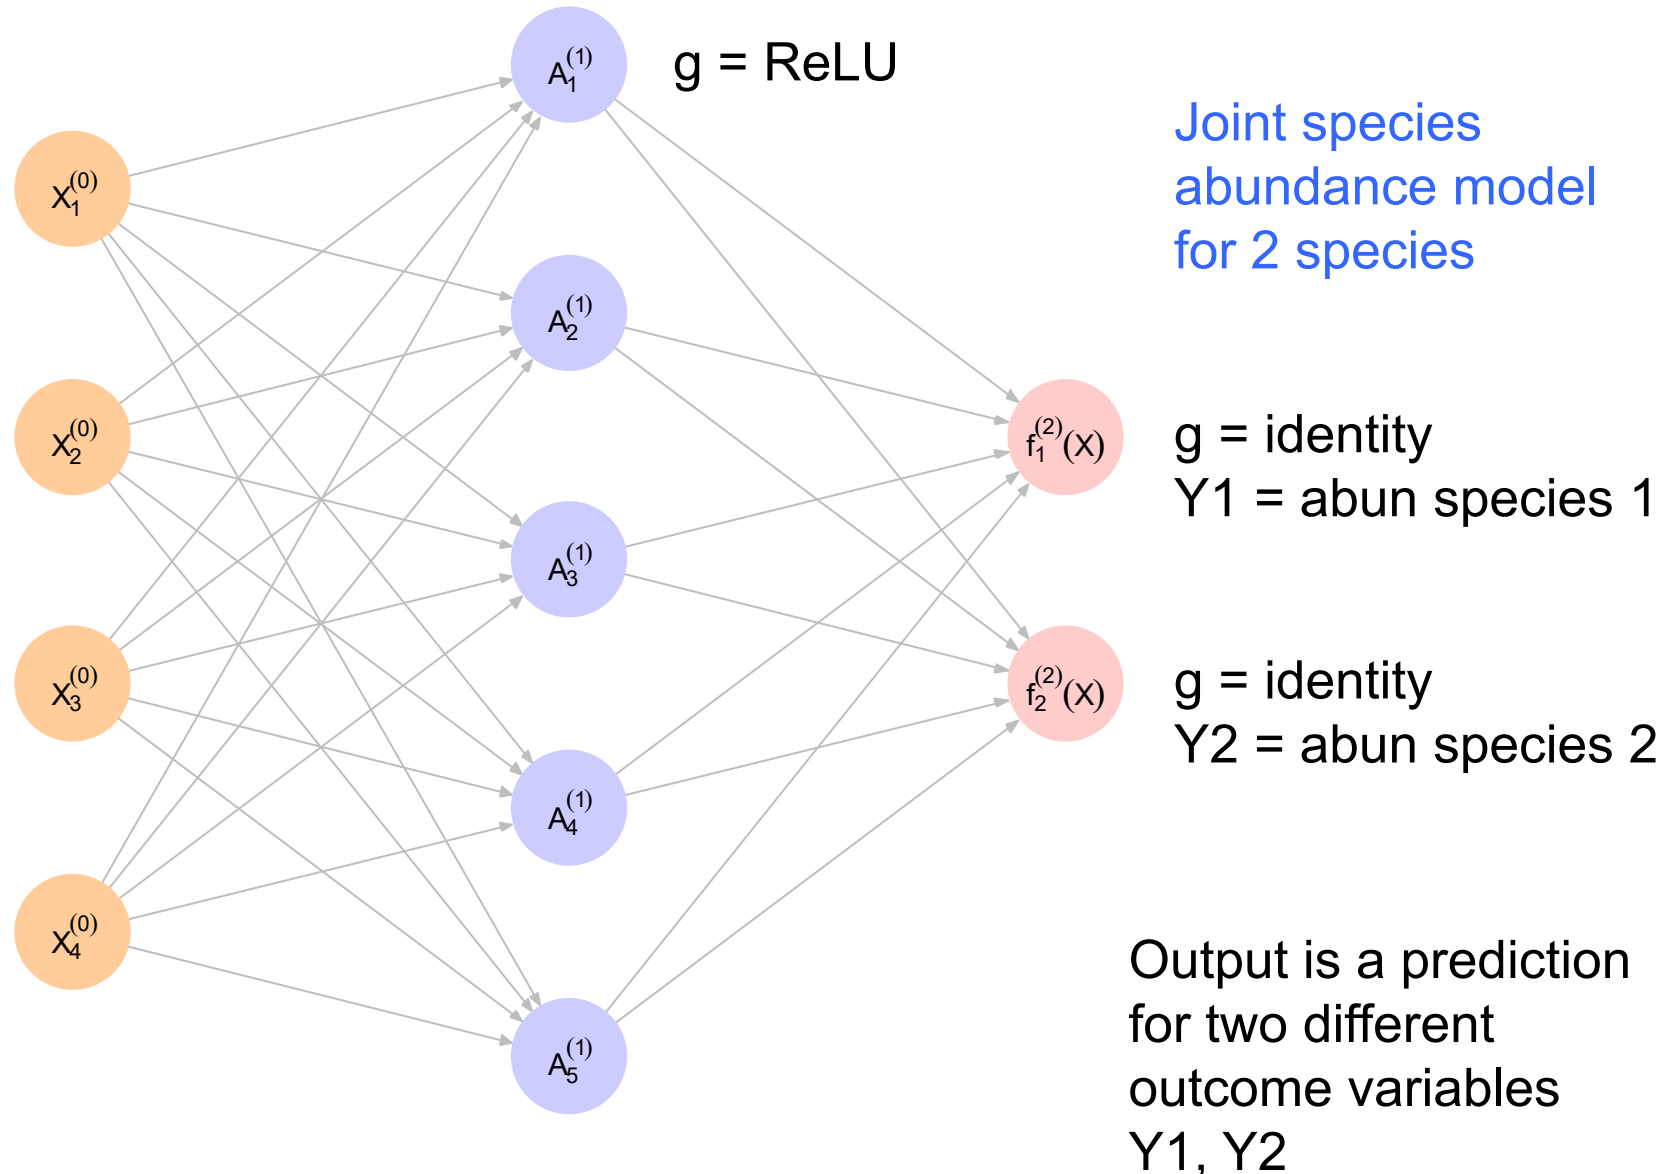 A₁⁽¹⁾
g = ReLU
Joint species
abundance model
for 2 species
X₁⁽⁰⁾
A₂⁽¹⁾
X₂⁽⁰⁾
f₁⁽²⁾(X)
g = identity
Y1 = abun species 1
A₃⁽¹⁾
X₃⁽⁰⁾
f₂⁽²⁾(X)
g = identity
Y2 = abun species 2
A₄⁽¹⁾
X₄⁽⁰⁾
A₅⁽¹⁾
Output is a prediction
for two different
outcome variables
Y1, Y2